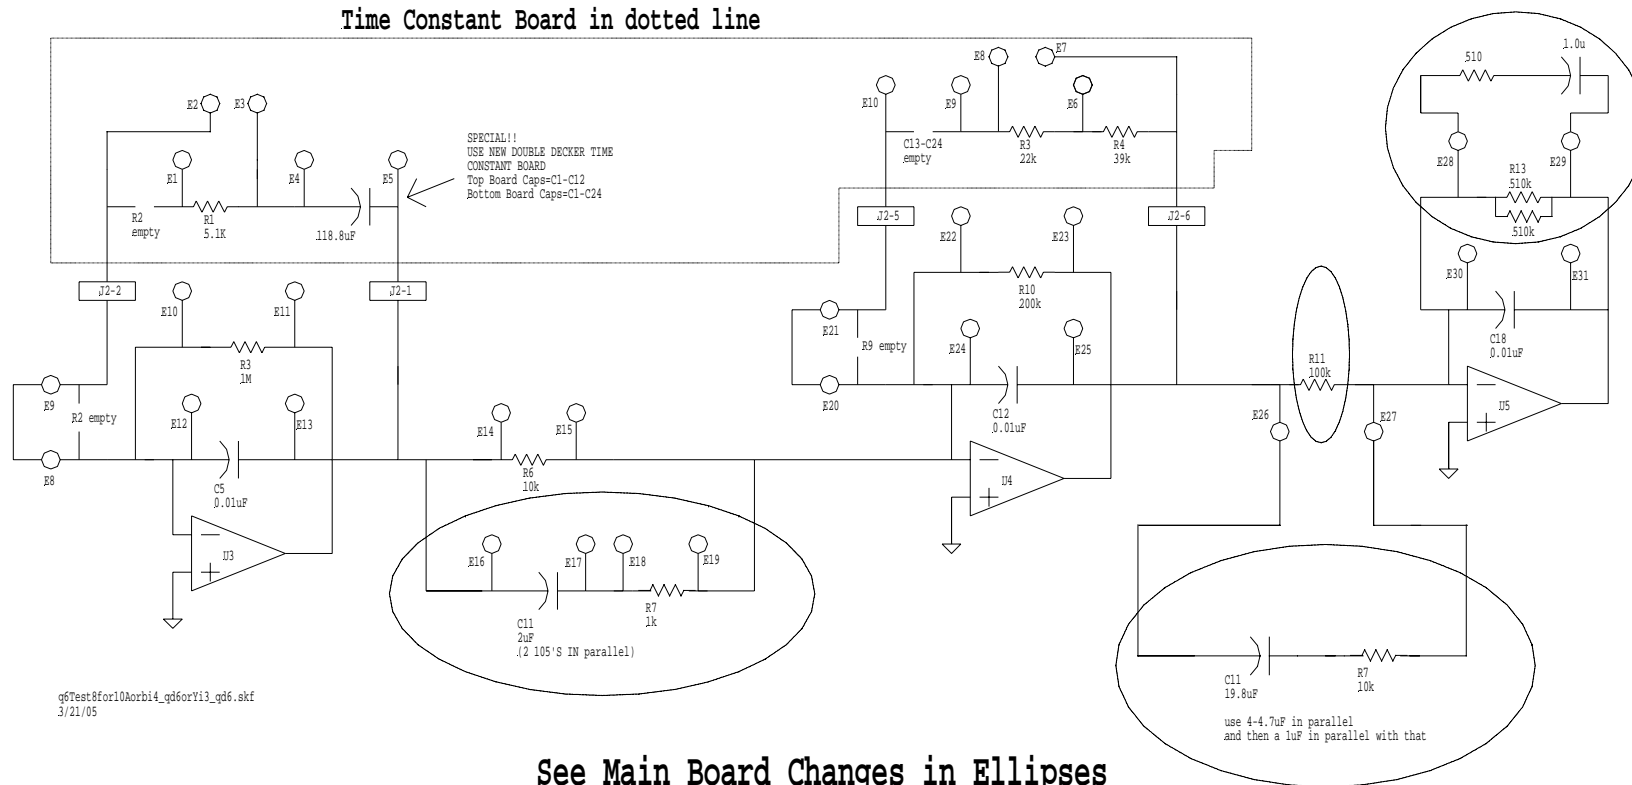 Time Constant Board in dotted line
E2
E3
E1
E4
E5
SPECIAL!!
USE NEW DOUBLE DECKER TIME
CONSTANT BOARD
Top Board Caps=C1-C12
Bottom Board Caps=C1-C24
R2
empty
R1
5.1K
118.8uF
E10
E9
E8
E7
E6
C13-C24
empty
R3
22k
R4
39k
510
1.0u
E28
E29
R13
510k
510k
J2-2
J2-1
J2-5
J2-6
E22
E23
R10
200k
E30
E31
C18
0.01uF
E10
E11
R3
1M
E21
R9 empty
E20
E24
E25
C12
0.01uF
R11
100k
E9
R2 empty
E8
E12
E13
C5
0.01uF
E14
E15
R6
10k
E26
E27
U5
U4
U3
E16
E17
E18
E19
C11
2uF
(2 105'S IN parallel)
R7
1k
C11
19.8uF
R7
10k
use 4-4.7uF in parallel
and then a 1uF in parallel with that
q6Test8for10Aorbi4_qd6orYi3_qd6.skf
3/21/05
See Main Board Changes in Ellipses